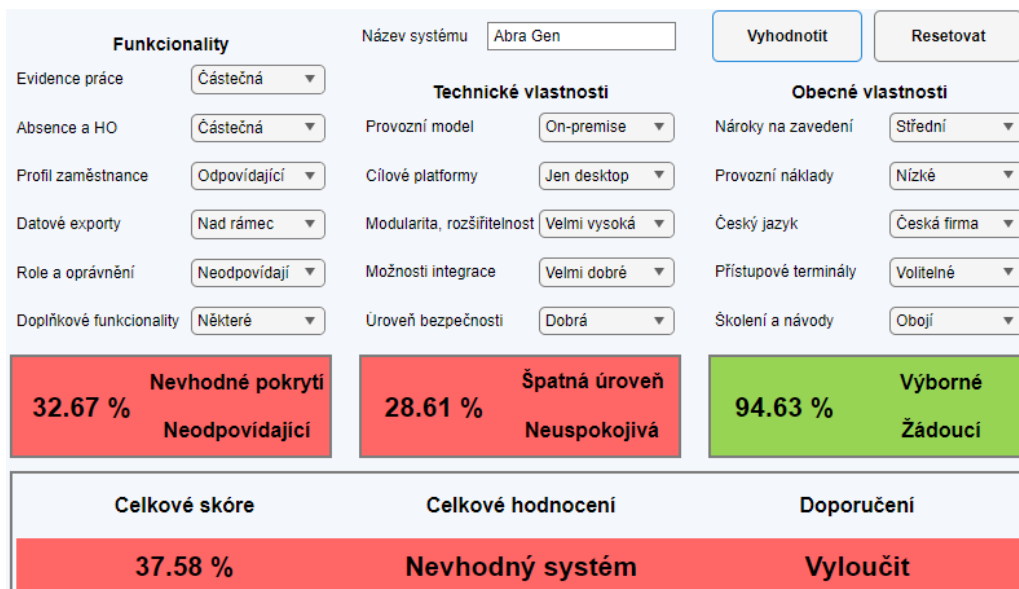 Funkcionality
Evidence práce Částečná
Absence a HO Částečná
Profil zaměstnance Odpovídající
Datové exporty Nad rámec
Role a oprávnění Neodpovídají
Doplňkové funkcionality Některé
32.67 %
Nevhodné pokrytí
Neodpovídající
Název systému Abra Gen
Technické vlastnosti
Provozní model On-premise
Cílové platformy Jen desktop
Modularita, rozšiřitelnost Velmi vysoká
Možnosti integrace Velmi dobré
Úroveň bezpečnosti Dobrá
28.61 %
Špatná úroveň
Neuspokojivá
Vyhodnotit Resetovat
Obecné vlastnosti
Nároky na zavedení Střední
Provozní náklady Nízké
Český jazyk Česká firma
Přístupové terminály Volitelné
Školení a návody Obojí
94.63 %
Výborné
Žádoucí
Celkové skóre Celkové hodnocení Doporučení
37.58 % Nevhodný systém Vyloučit